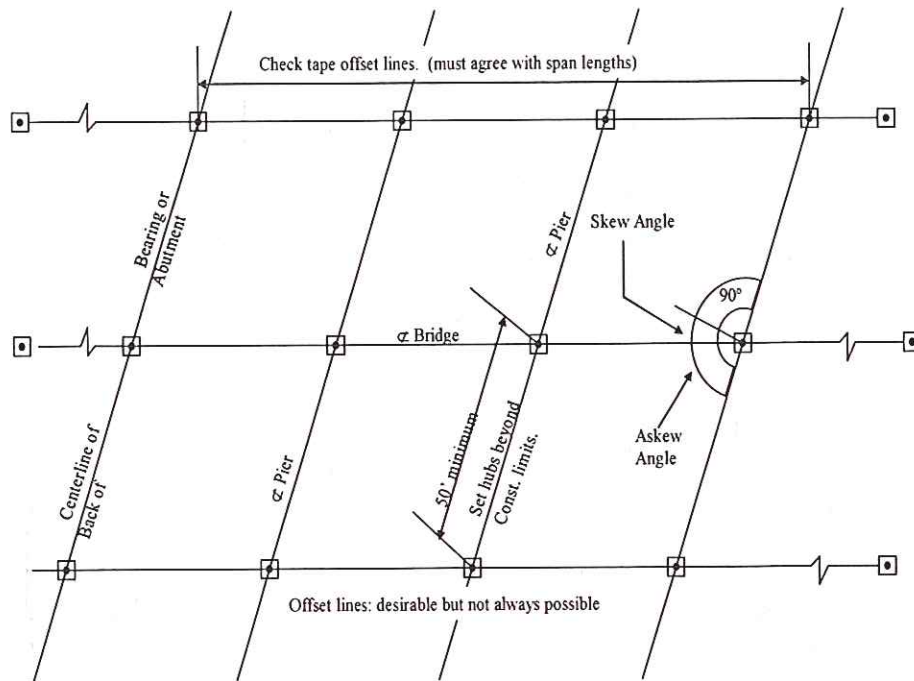 Check tape offset lines. (must agree with span lengths)
Bearing or
Abutment
℄ Pier
Skew Angle
90°
℄ Bridge
50' minimum
Set hubs beyond
Const. limits.
Askew
Angle
Centerline of
Back of
℄ Pier
Offset lines: desirable but not always possible